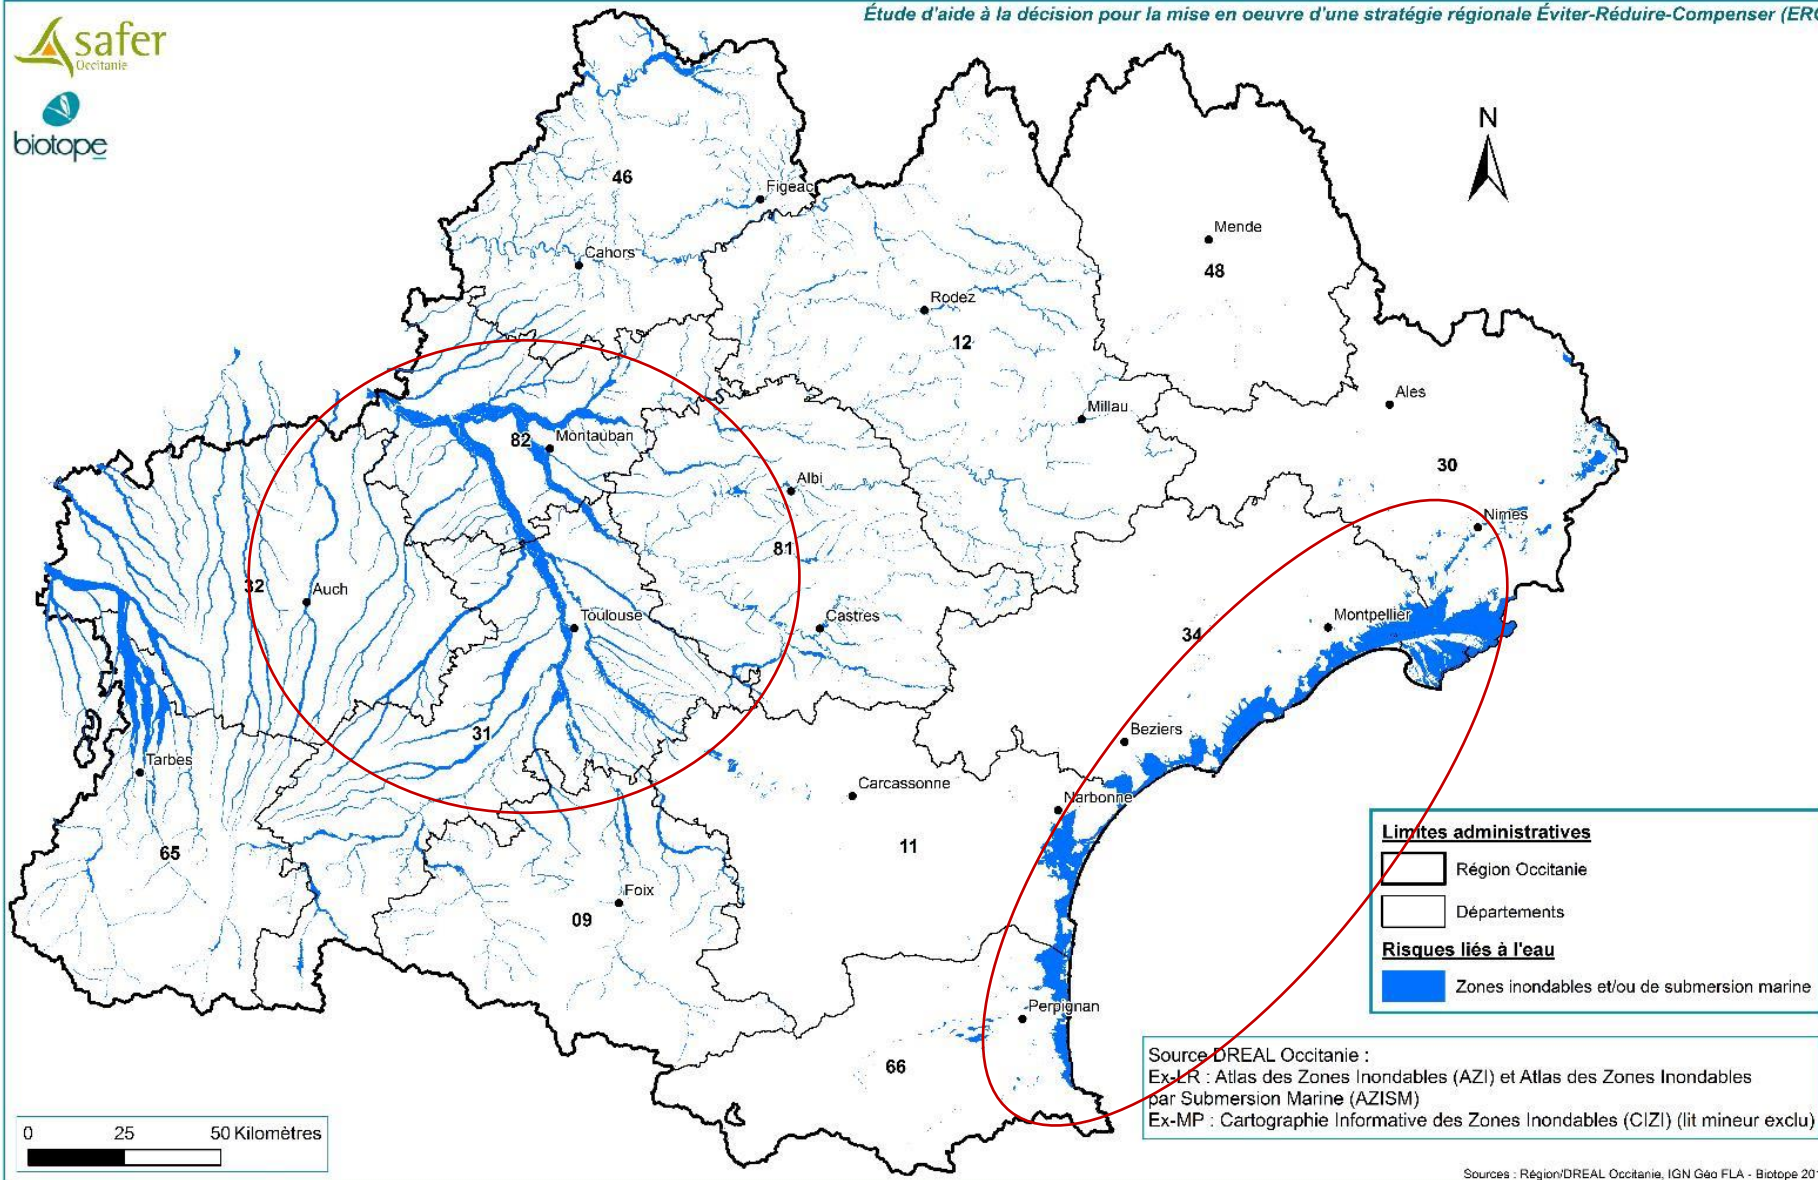 Étude d'aide à la décision pour la mise en oeuvre d'une stratégie régionale Éviter-Réduire-Compenser (ERC
safer
Occitanie
biotope
N
46
Figeac
Mende
48
Cahors
Rodez
12
Ales
Millau
82
Montauban
30
Albi
Nimes
81
32
Auch
Toulouse
Castres
34
Montpellier
31
Beziers
Tarbes
Carcassonne
Narbonne
11
65
Foix
09
Perpignan
66
Limites administratives
Région Occitanie
Départements
Risques liés à l'eau
Zones inondables et/ou de submersion marine
Source DREAL Occitanie :
Ex-LR : Atlas des Zones Inondables (AZI) et Atlas des Zones Inondables
par Submersion Marine (AZISM)
Ex-MP : Cartographie Informative des Zones Inondables (CIZI) (lit mineur exclu)
0 25 50 Kilomètres
Sources : Région/DREAL Occitanie, IGN Géo FLA - Biotope